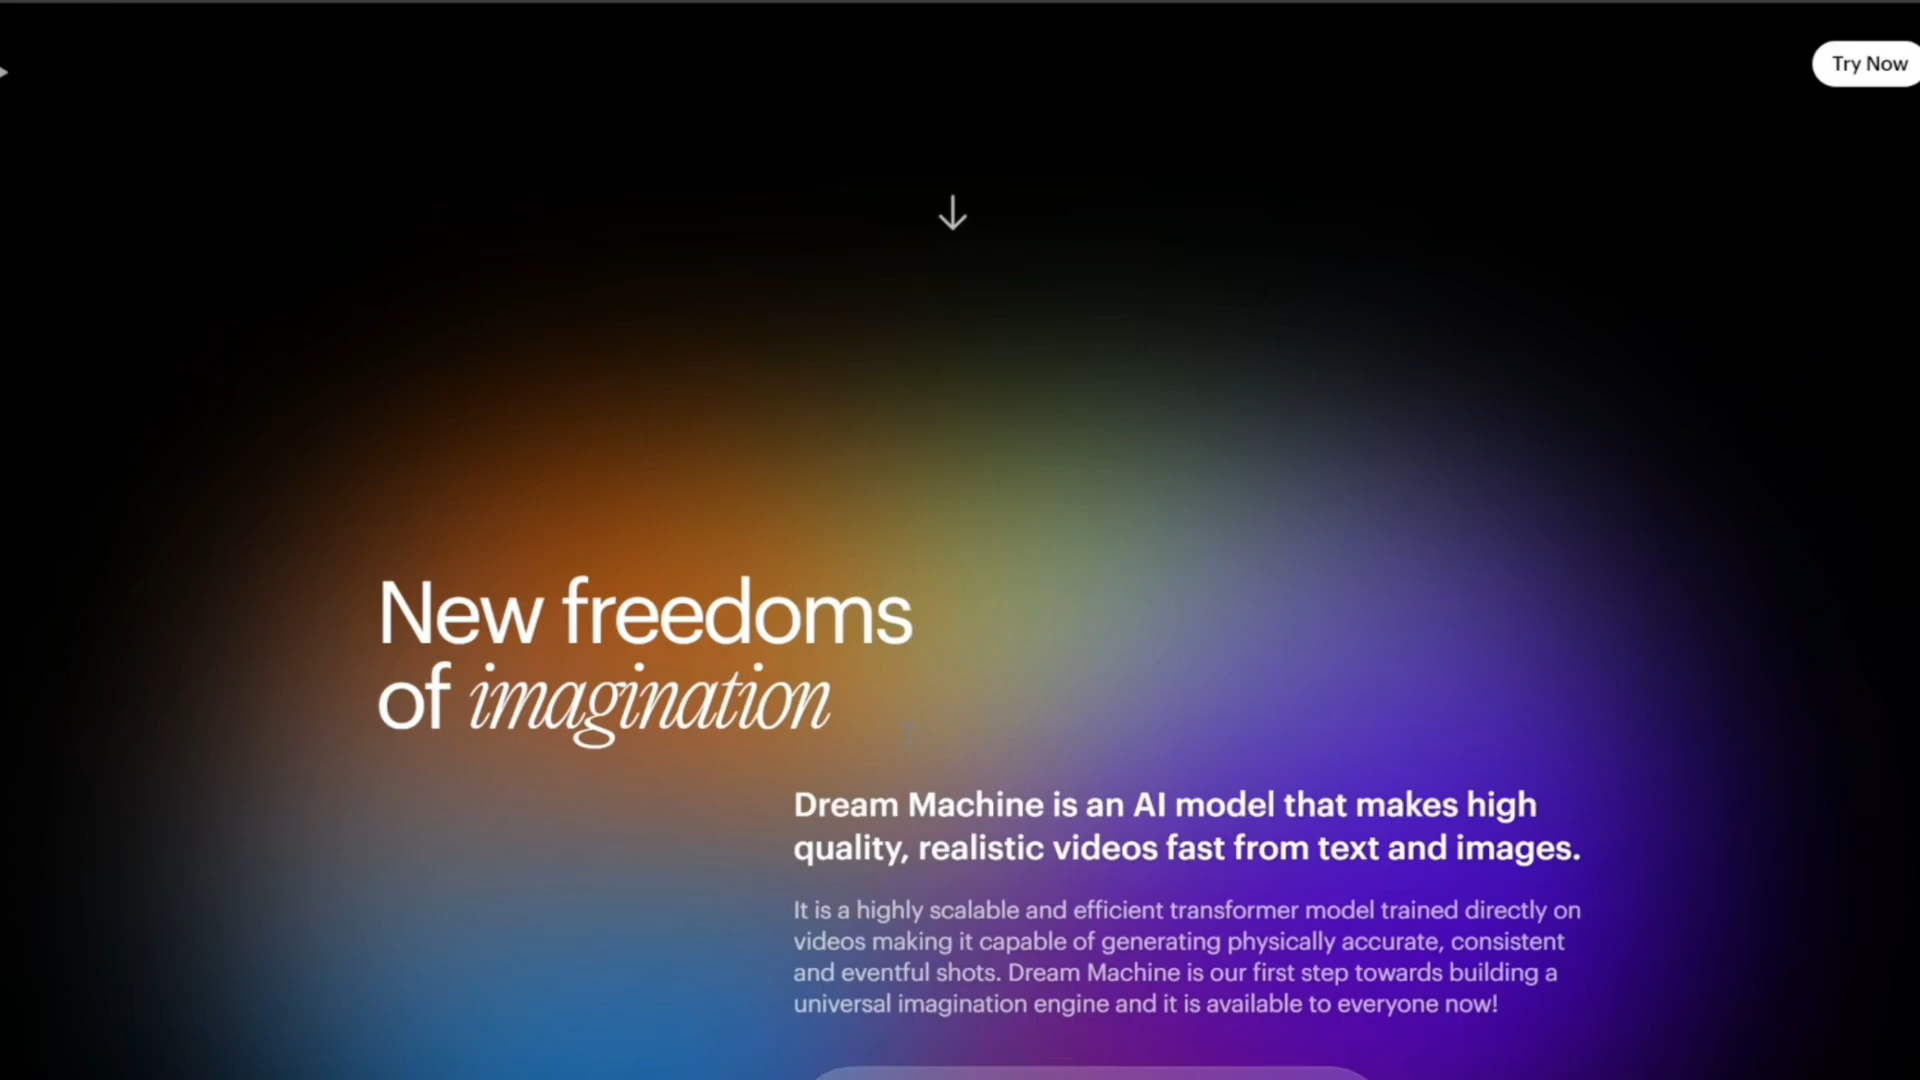 Try Now
New freedoms
of imagination
Dream Machine is an AI model that makes high
quality, realistic videos fast from text and images.
It is a highly scalable and efficient transformer model trained directly on
videos making it capable of generating physically accurate, consistent
and eventful shots. Dream Machine is our first step towards building a
universal imagination engine and it is available to everyone now!